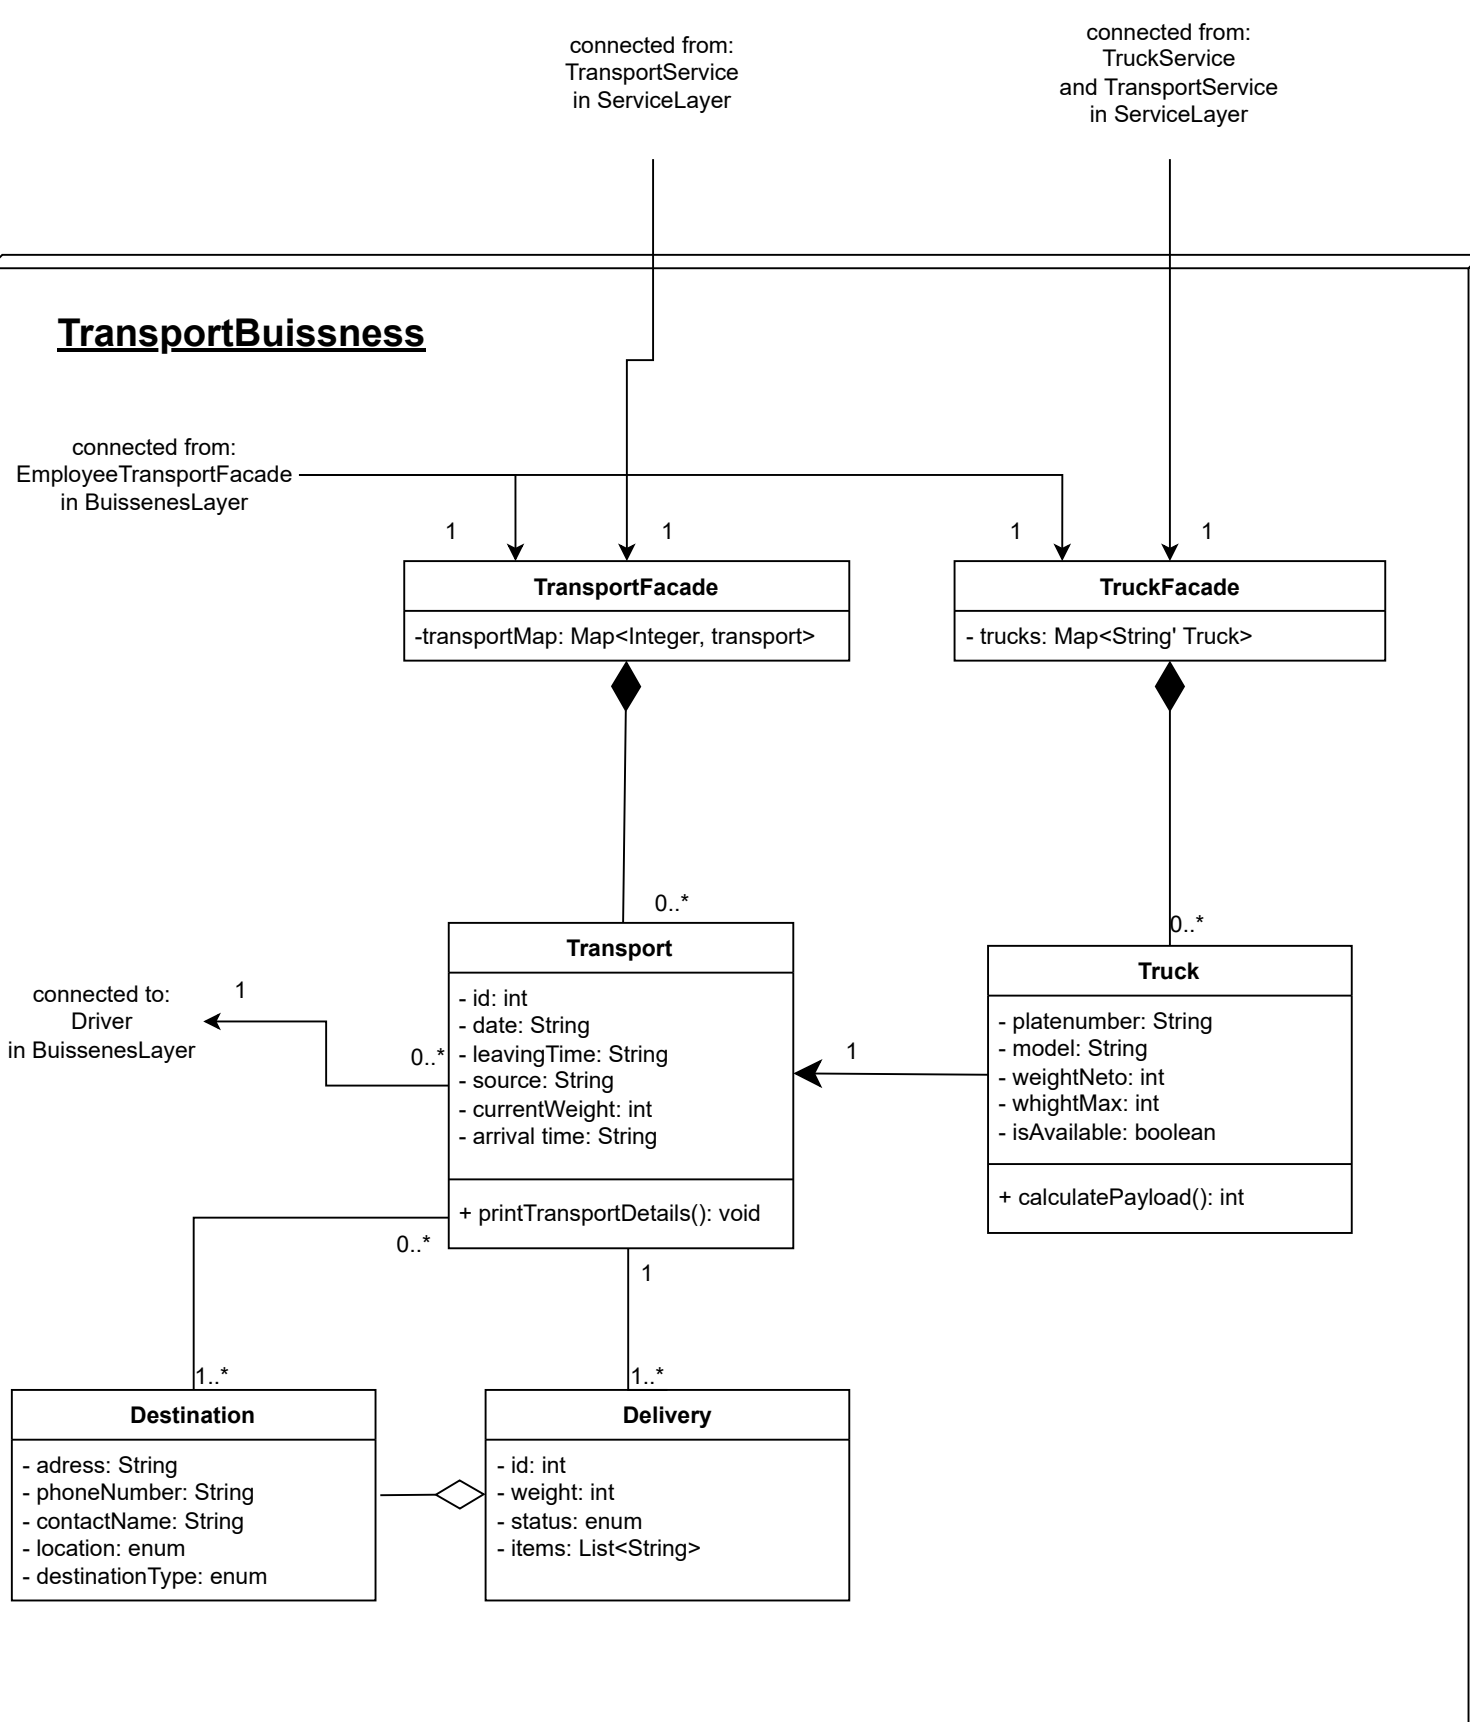 connected from:
TransportService
in ServiceLayer
connected from:
TruckService
and TransportService
in ServiceLayer
TransportBuissness
connected from:
EmployeeTransportFacade
in BuissenesLayer
1
1
1
1
TransportFacade
-transportMap: Map<Integer, transport>
TruckFacade
- trucks: Map<String' Truck>
0..*
0..*
Transport
- id: int
- date: String
- leavingTime: String
- source: String
- currentWeight: int
- arrival time: String
+ printTransportDetails(): void
Truck
- platenumber: String
- model: String
- weightNeto: int
- whightMax: int
- isAvailable: boolean
+ calculatePayload(): int
connected to:
Driver
in BuissenesLayer
1
0..*
1
0..*
1
1..*
1..*
Destination
- adress: String
- phoneNumber: String
- contactName: String
- location: enum
- destinationType: enum
Delivery
- id: int
- weight: int
- status: enum
- items: List<String>